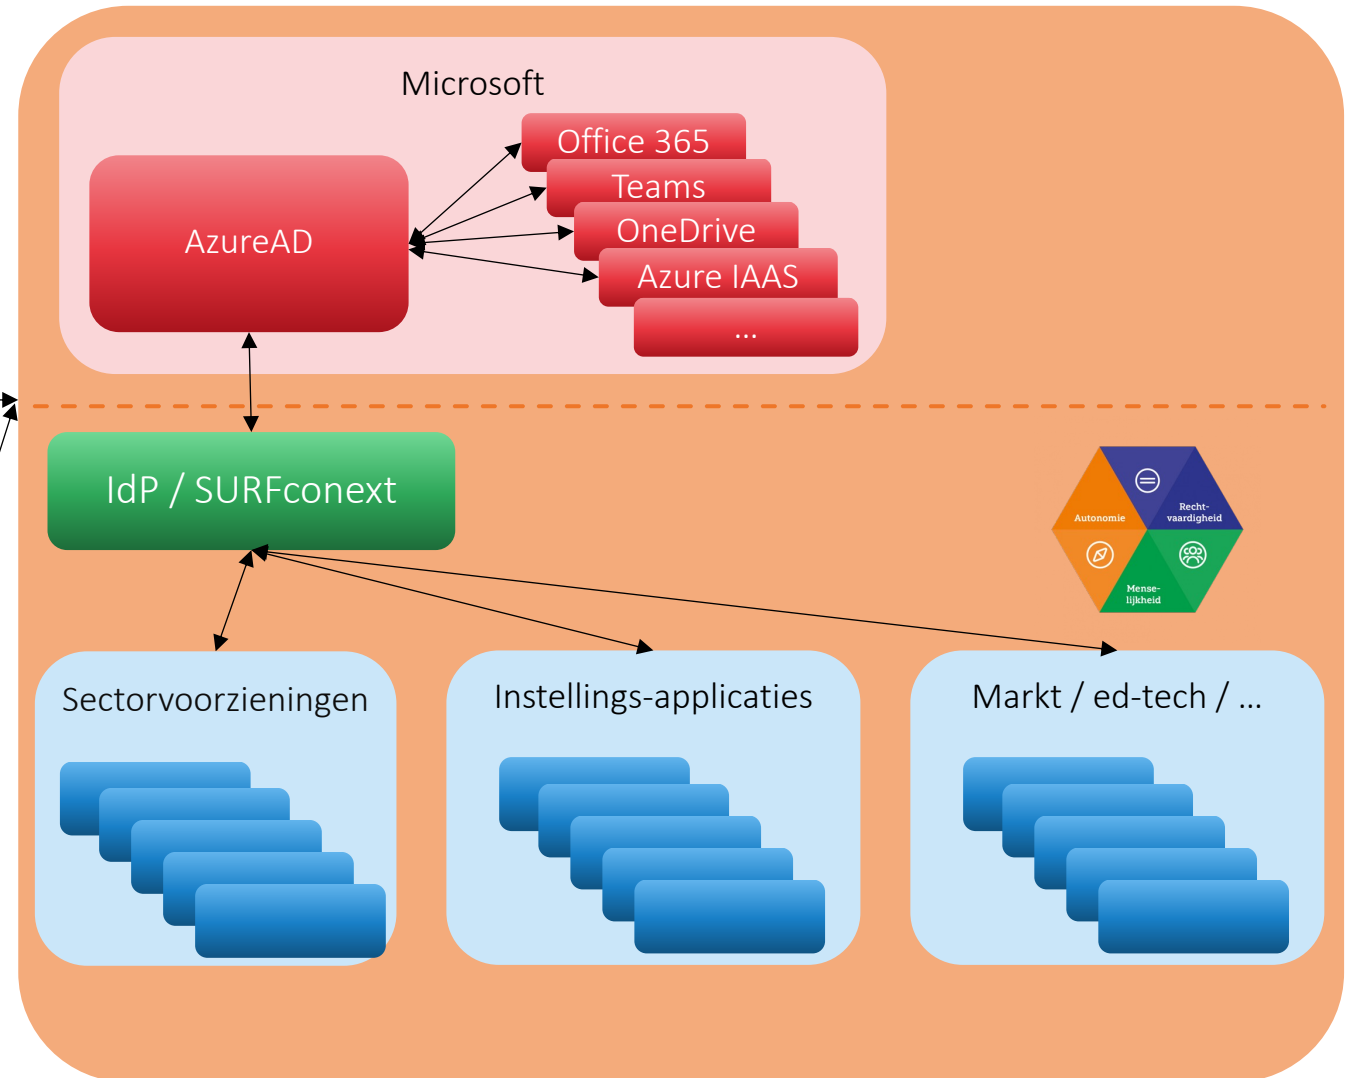 Microsoft
Office 365
Teams
OneDrive
Azure IAAS
...
AzureAD
IdP / SURFconext
Autonomie
Recht-
vaardigheid
Mense-
lijkheid
Sectorvoorzieningen
Instellings-applicaties
Markt / ed-tech / ...